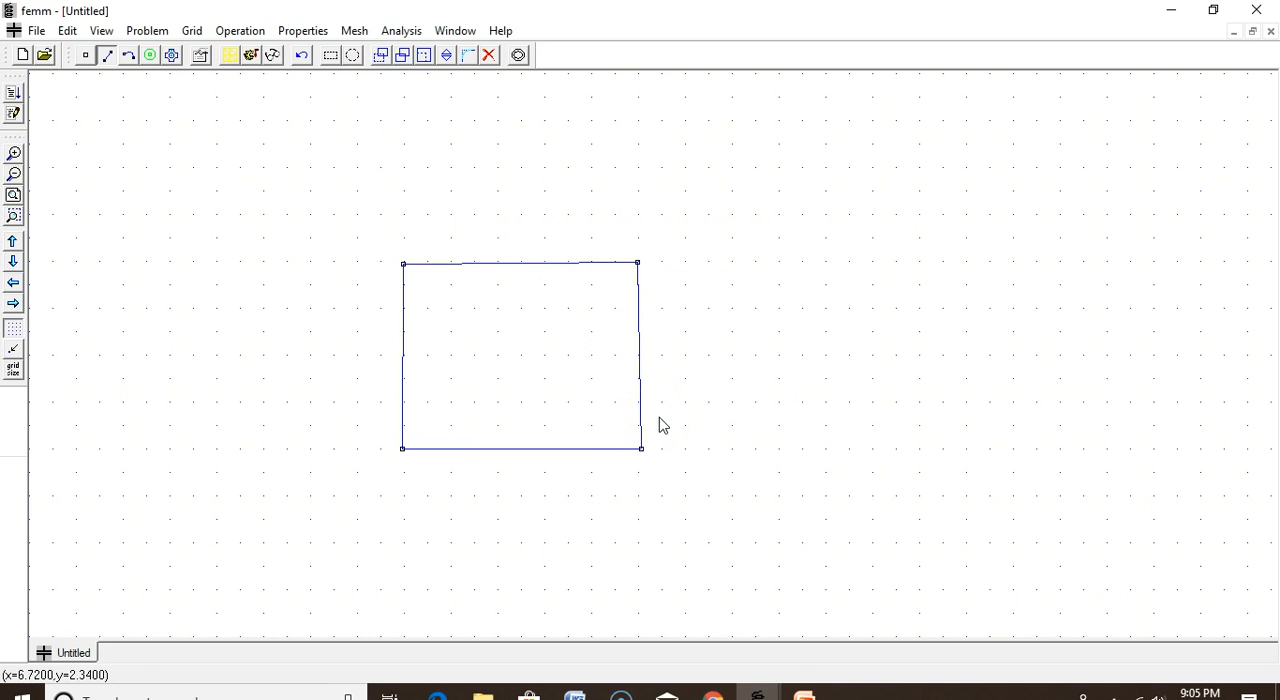 femm - [Untitled]
File Edit View Problem Grid Operation Properties Mesh Analysis Window Help
grid size
Untitled
(x=6.7200,y=2.3400)
9:05 PM